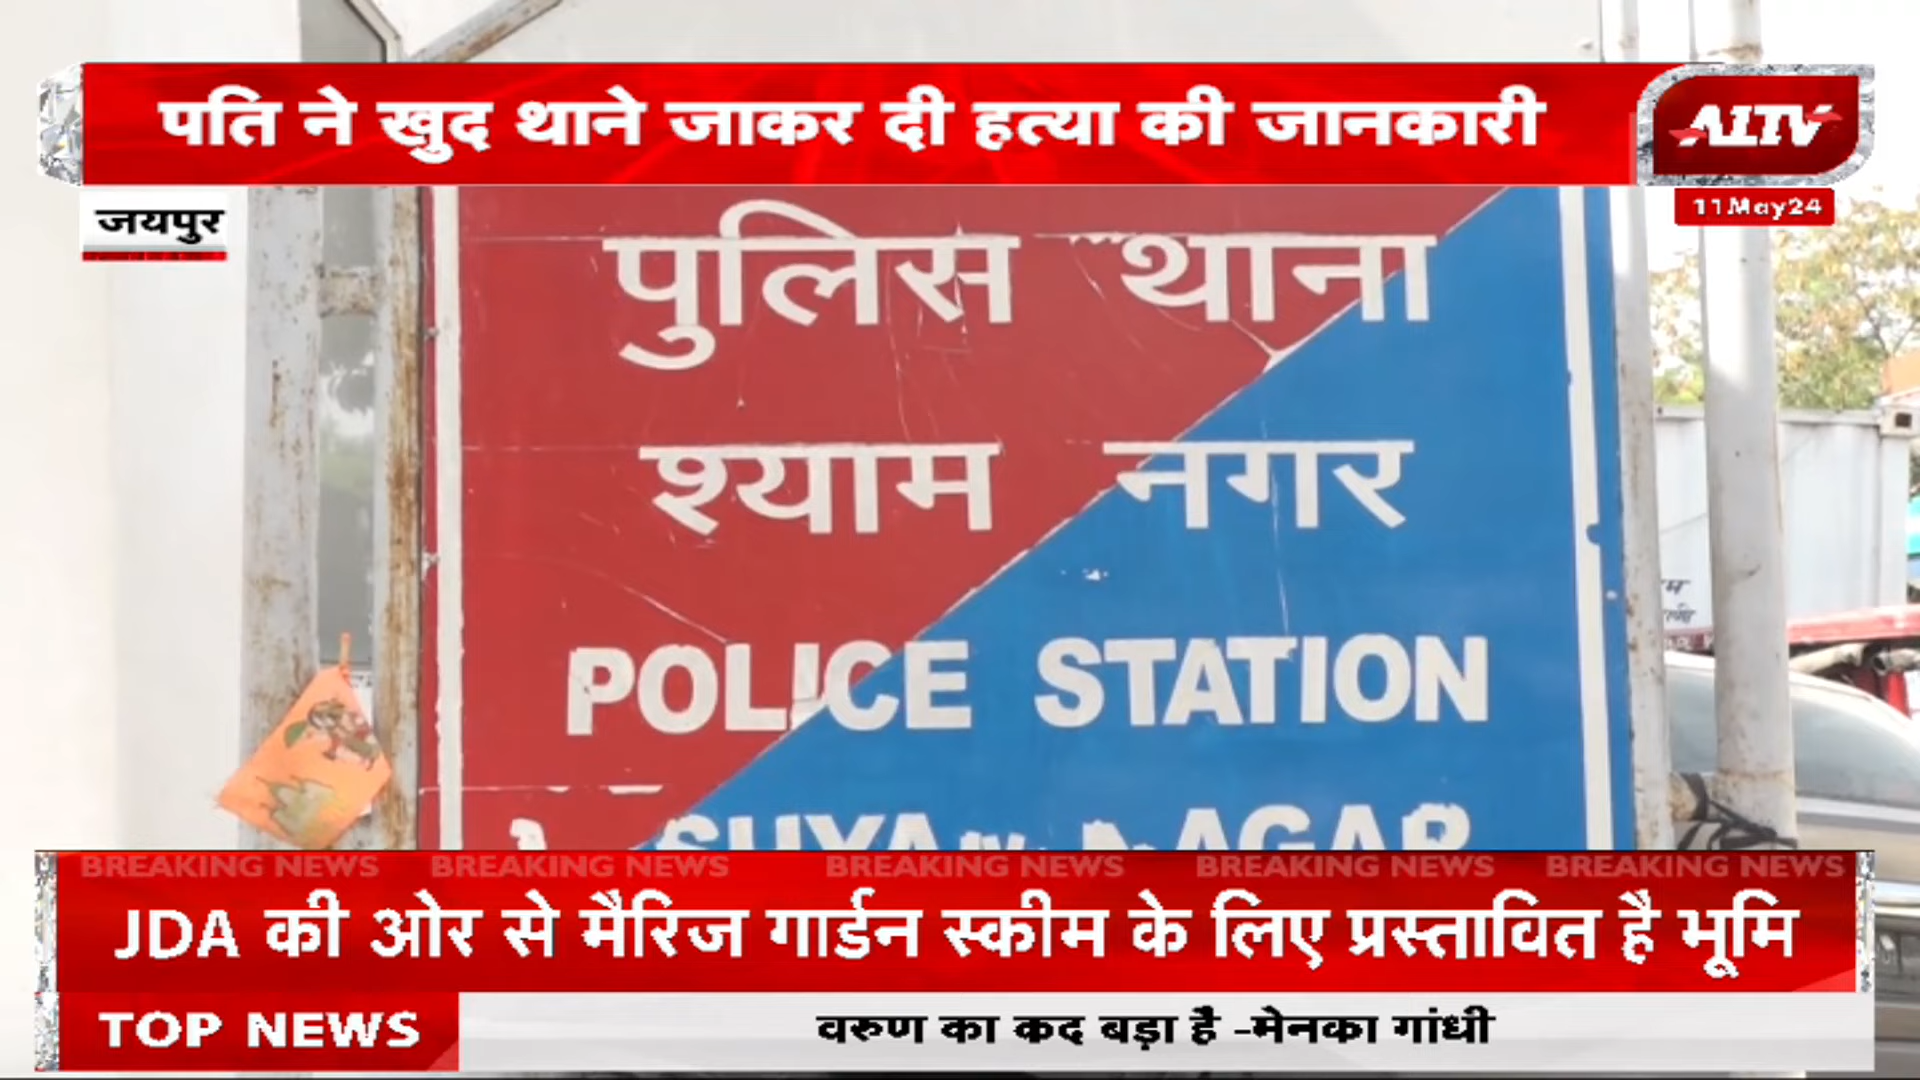 पति ने खुद थाने जाकर दी हत्या की जानकारी
ALTV
जयपुर
11May24
पुलिस थाना
श्याम नगर
POLICE STATION
BREAKING NEWS BREAKING NEWS BREAKING NEWS BREAKING NEWS BREAKING NEWS
JDA की ओर से मैरिज गार्डन स्कीम के लिए प्रस्तावित है भूमि
TOP NEWS
वरुण का कद बड़ा है -मेनका गांधी